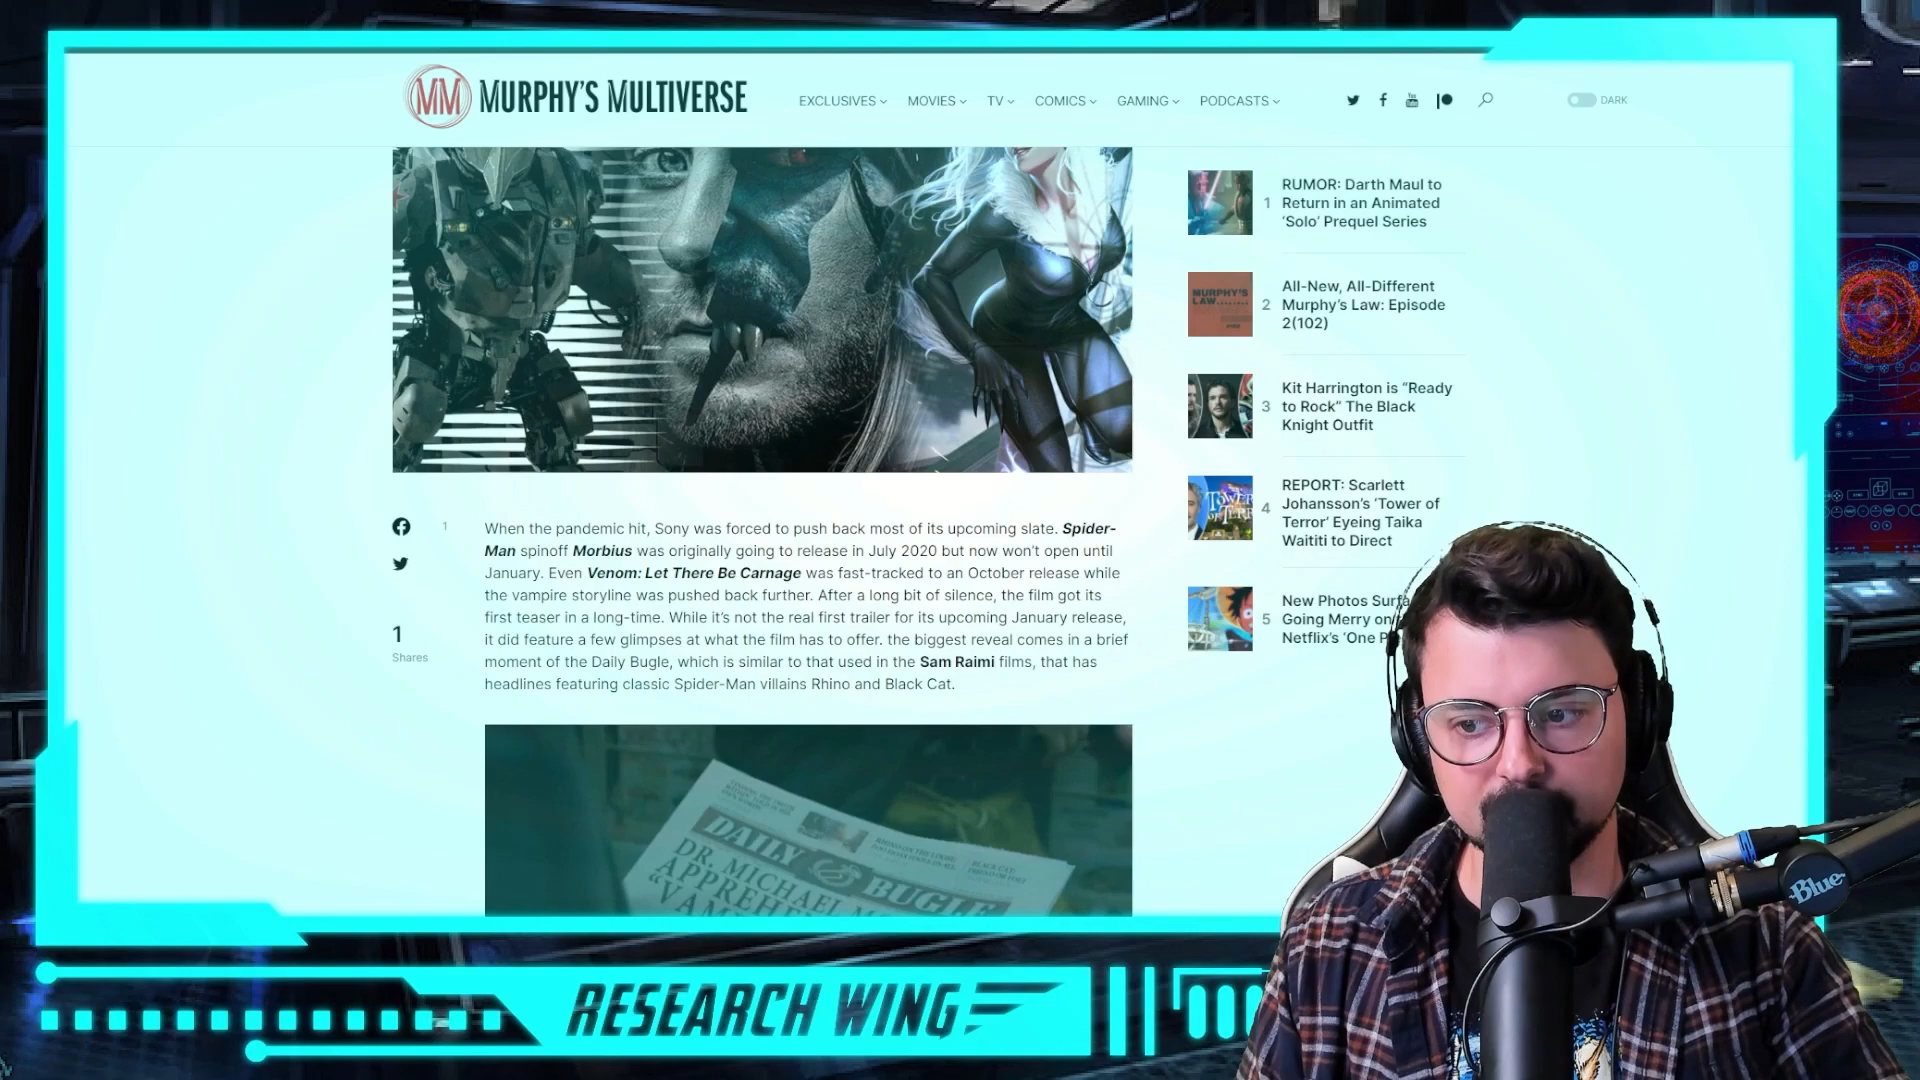 MM MURPHY'S MULTIVERSE
EXCLUSIVES MOVIES TV COMICS GAMING PODCASTS DARK
1 RUMOR: Darth Maul to
Return in an Animated
‘Solo’ Prequel Series
MURPHY'S
LAW
2 All-New, All-Different
Murphy’s Law: Episode
2(102)
3 Kit Harrington is “Ready
to Rock” The Black
Knight Outfit
TOWER
OF TERR
4 REPORT: Scarlett
Johansson’s ‘Tower of
Terror’ Eyeing Taika
Waititi to Direct
5 New Photos Surfa
Going Merry on
Netflix’s ‘One P
1
1
Shares
When the pandemic hit, Sony was forced to push back most of its upcoming slate. Spider-
Man spinoff Morbius was originally going to release in July 2020 but now won’t open until
January. Even Venom: Let There Be Carnage was fast-tracked to an October release while
the vampire storyline was pushed back further. After a long bit of silence, the film got its
first teaser in a long-time. While it’s not the real first trailer for its upcoming January release,
it did feature a few glimpses at what the film has to offer. the biggest reveal comes in a brief
moment of the Daily Bugle, which is similar to that used in the Sam Raimi films, that has
headlines featuring classic Spider-Man villains Rhino and Black Cat.
DAILY BUGLE
DR. MICHAEL M
APPREHE
“VAM
Blue
RESEARCH WING